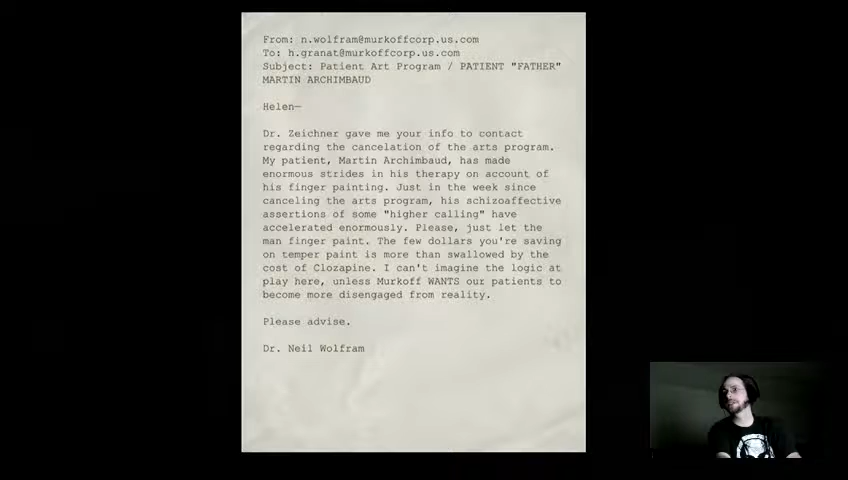 From: n.wolfram@murkoffcorp.us.com
To: h.granat@murkoffcorp.us.com
Subject: Patient Art Program / PATIENT "FATHER"
MARTIN ARCHIMBAUD
Helen—
Dr. Zeichner gave me your info to contact
regarding the cancelation of the arts program.
My patient, Martin Archimbaud, has made
enormous strides in his therapy on account of
his finger painting. Just in the week since
canceling the arts program, his schizoaffective
assertions of some "higher calling" have
accelerated enormously. Please, just let the
man finger paint. The few dollars you're saving
on temper paint is more than swallowed by the
cost of Clozapine. I can't imagine the logic at
play here, unless Murkoff WANTS our patients to
become more disengaged from reality.
Please advise.
Dr. Neil Wolfram